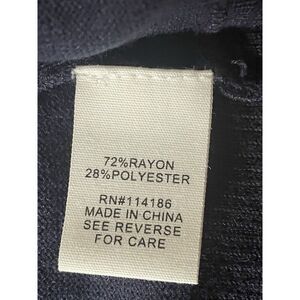 72%RAYON
28%POLYESTER
RN#114186
MADE IN CHINA
SEE REVERSE
FOR CARE